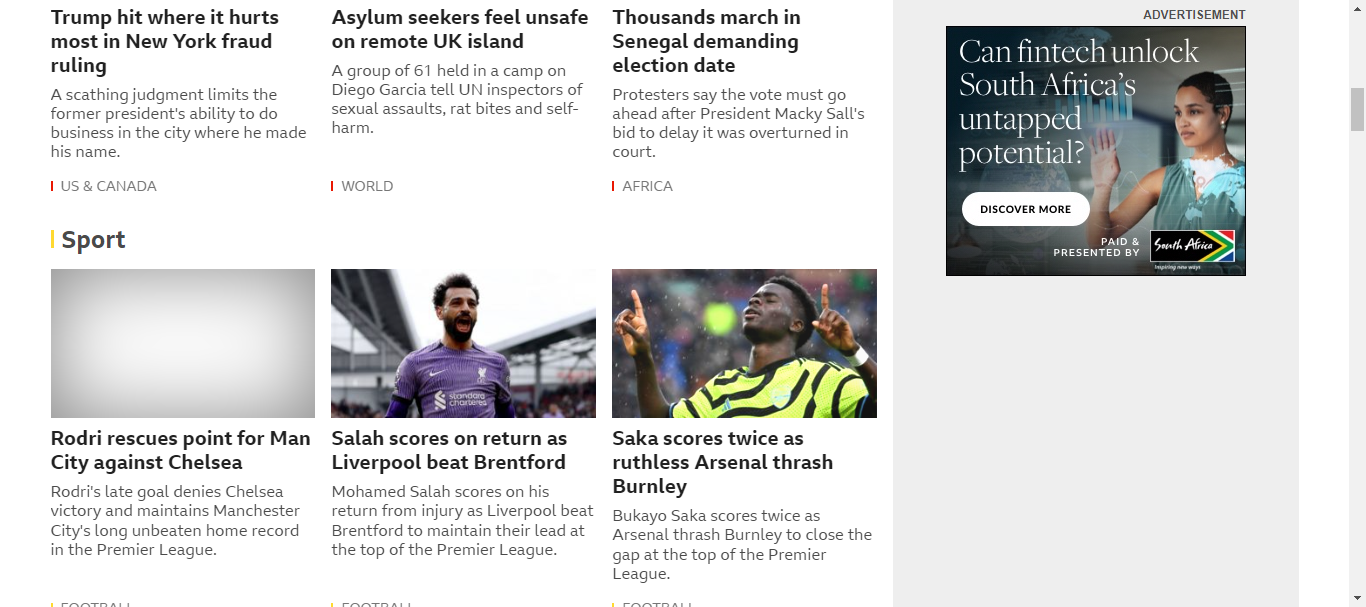 Trump hit where it hurts
most in New York fraud
ruling
A scathing judgment limits the
former president's ability to do
business in the city where he made
his name.
US & CANADA
Asylum seekers feel unsafe
on remote UK island
A group of 61 held in a camp on
Diego Garcia tell UN inspectors of
sexual assaults, rat bites and self-
harm.
WORLD
Thousands march in
Senegal demanding
election date
Protesters say the vote must go
ahead after President Macky Sall's
bid to delay it was overturned in
court.
AFRICA
ADVERTISEMENT
Can fintech unlock
South Africa's
untapped
potential?
DISCOVER MORE
PAID &
PRESENTED BY
South Africa
Inspiring new ways
Sport
standard
chartered
Rodri rescues point for Man
City against Chelsea
Rodri's late goal denies Chelsea
victory and maintains Manchester
City's long unbeaten home record
in the Premier League.
FOOTBALL
Salah scores on return as
Liverpool beat Brentford
Mohamed Salah scores on his
return from injury as Liverpool beat
Brentford to maintain their lead at
the top of the Premier League.
FOOTBALL
Saka scores twice as
ruthless Arsenal thrash
Burnley
Bukayo Saka scores twice as
Arsenal thrash Burnley to close the
gap at the top of the Premier
League.
FOOTBALL